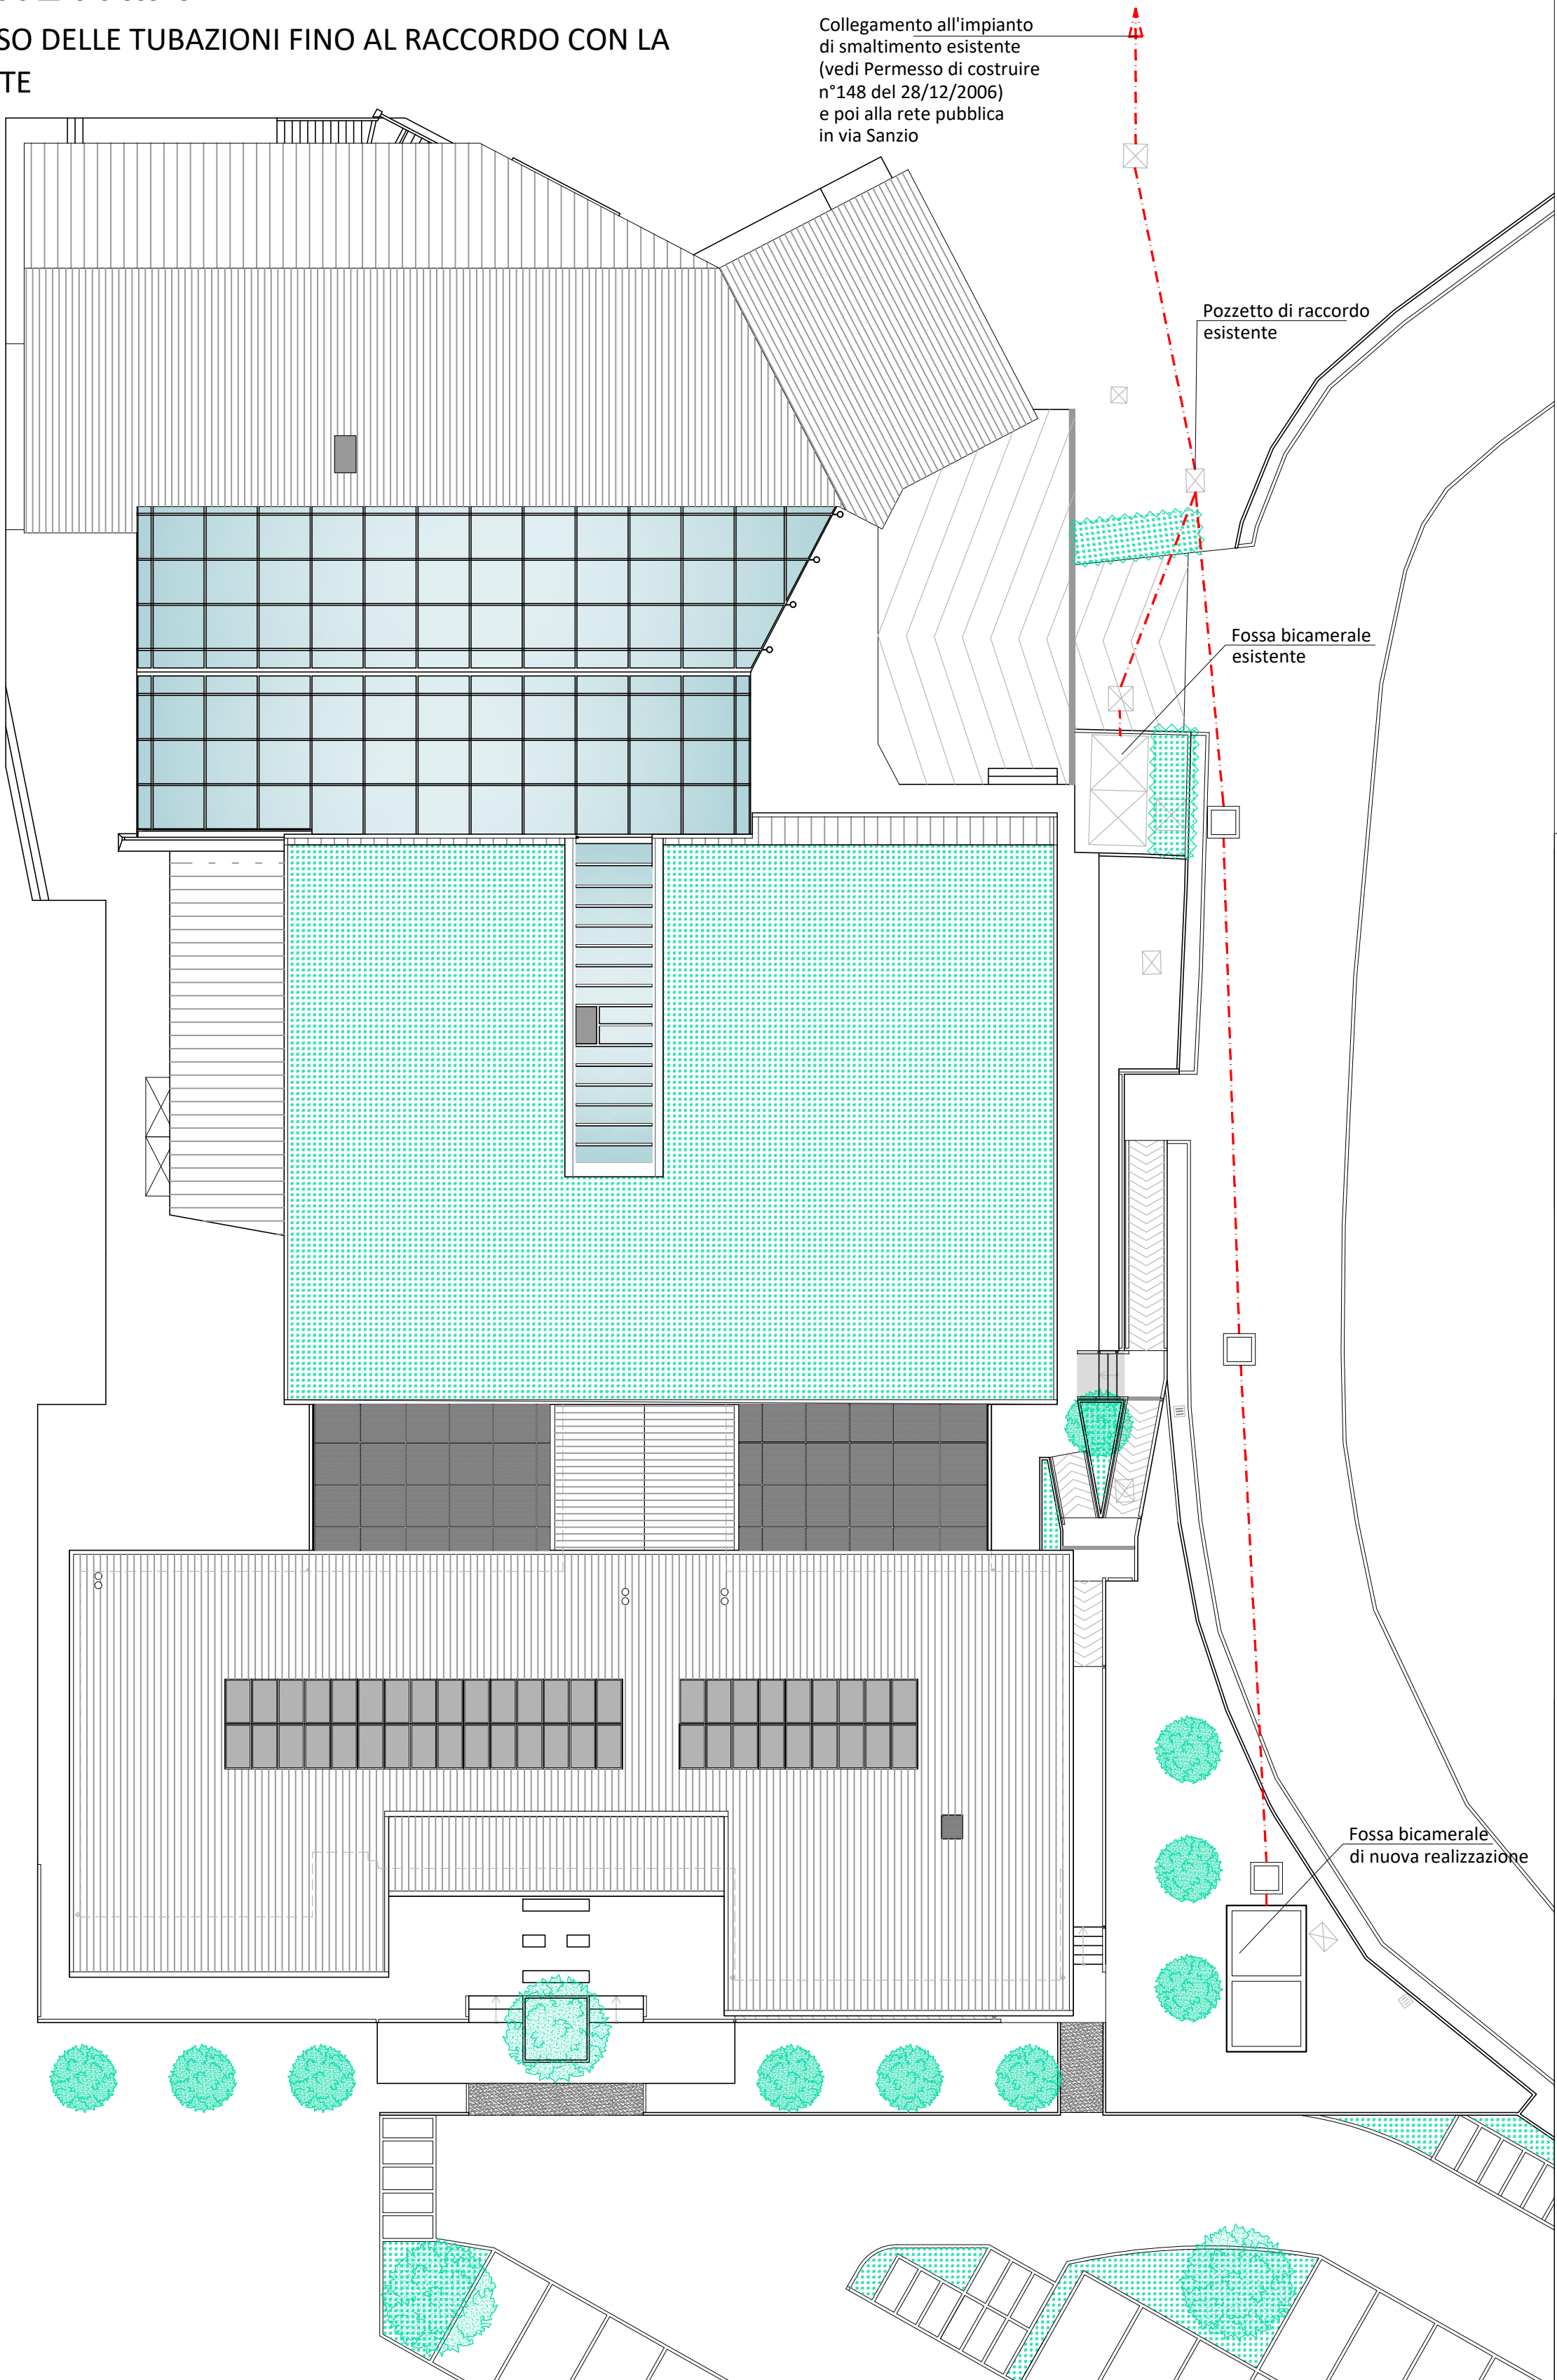 SO DELLE TUBAZIONI FINO AL RACCORDO CON LA
TE
Collegamento all'impianto
di smaltimento esistente
(vedi Permesso di costruire
n°148 del 28/12/2006)
e poi alla rete pubblica
in via Sanzio
Pozzetto di raccordo
esistente
Fossa bicamerale
esistente
Fossa bicamerale
di nuova realizzazione